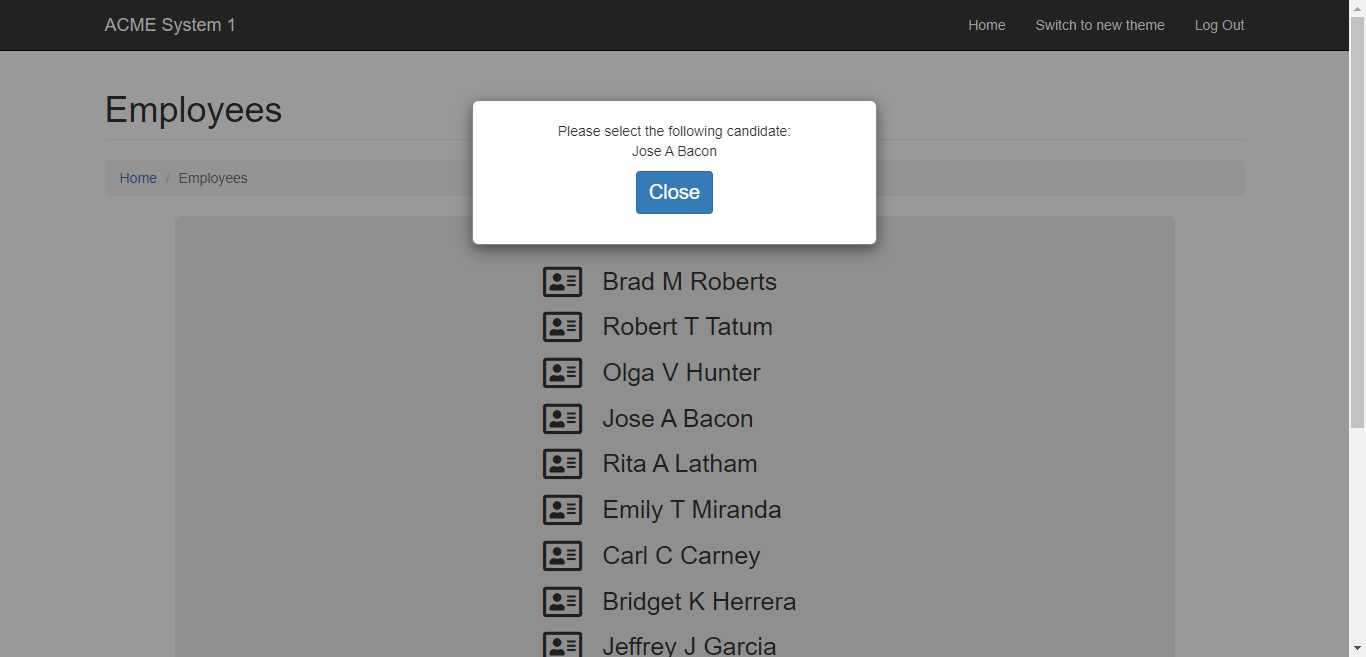 ACME System 1 Home Switch to new theme Log Out
Employees
Please select the following candidate:
Jose A Bacon
Home / Employees
Close
Brad M Roberts
Robert T Tatum
Olga V Hunter
Jose A Bacon
Rita A Latham
Emily T Miranda
Carl C Carney
Bridget K Herrera
Jeffrey J Garcia